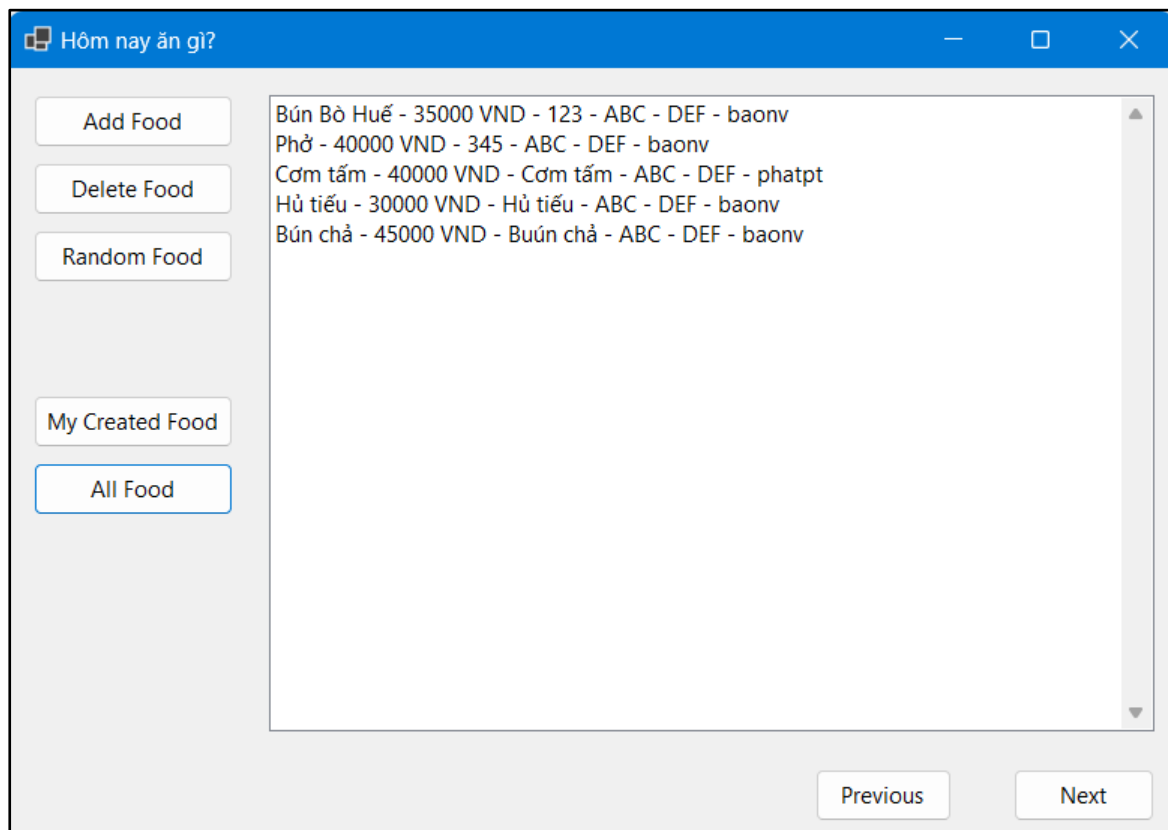 Hôm nay ăn gì?
Add Food
Delete Food
Random Food
My Created Food
All Food
Bún Bò Huế - 35000 VND - 123 - ABC - DEF - baonv
Phở - 40000 VND - 345 - ABC - DEF - baonv
Cơm tấm - 40000 VND - Cơm tấm - ABC - DEF - phatpt
Hủ tiếu - 30000 VND - Hủ tiếu - ABC - DEF - baonv
Bún chả - 45000 VND - Buún chả - ABC - DEF - baonv
Previous
Next